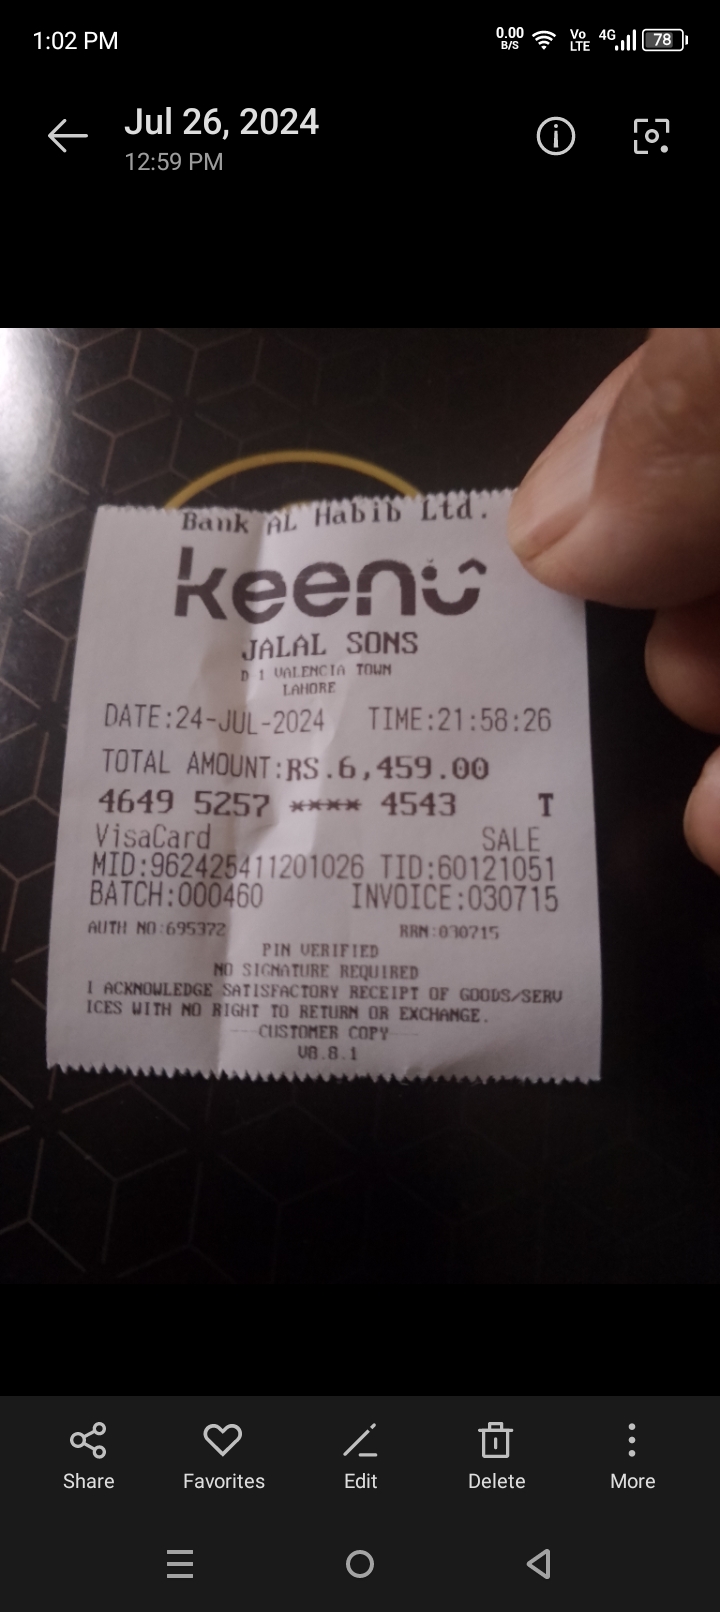 1:02 PM
0.00 B/S Vo LTE 4G 78
Jul 26, 2024
12:59 PM
Bank AL Habib Ltd.
keenu
JALAL SONS
D-1 VALENCIA TOWN
LAHORE
DATE:24-JUL-2024 TIME:21:58:26
TOTAL AMOUNT:RS.6,459.00
4649 5257 **** 4543 T
VisaCard SALE
MID:962425411201026 TID:60121051
BATCH:000460 INVOICE:030715
AUTH NO:695372 RRN:030715
PIN VERIFIED
NO SIGNATURE REQUIRED
I ACKNOWLEDGE SATISFACTORY RECEIPT OF GOODS/SERV
ICES WITH NO RIGHT TO RETURN OR EXCHANGE.
----CUSTOMER COPY----
V8.8.1
Share Favorites Edit Delete More